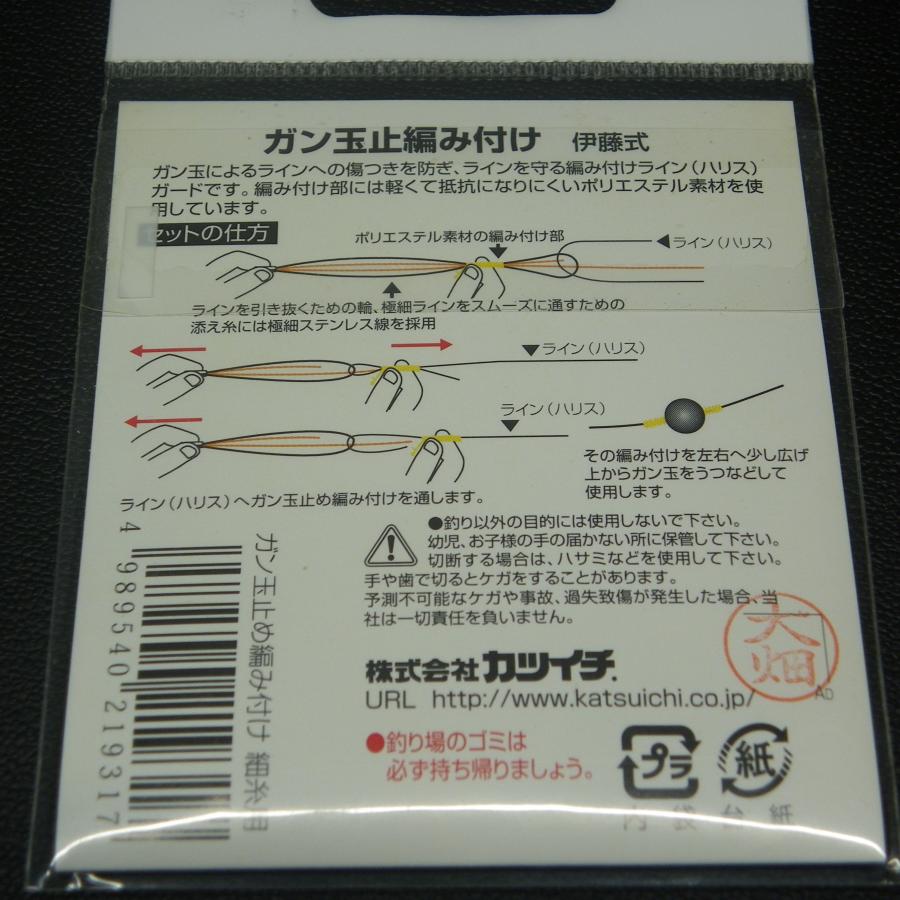 ガン玉止編み付け 伊藤式
ガン玉によるラインへの傷つきを防ぎ、ラインを守る編み付けライン(ハリス)
ガードです。編み付け部には軽くて抵抗になりにくいポリエステル素材を使
用しています。
セットの仕方
ポリエステル素材の編み付け部
ライン(ハリス)
ラインを引き抜くための輪、極細ラインをスムーズに通すための
添え糸には極細ステンレス線を採用
ライン(ハリス)
ライン(ハリス)
その編み付けを左右へ少し広げ
上からガン玉をうつなどして
使用します。
ライン(ハリス)へガン玉止め編み付けを通します。
●釣り以外の目的には使用しないで下さい。
幼児、お子様の手の届かない所に保管して下さい。
切断する場合は、ハサミなどを使用して下さい。
手や歯で切るとケガをすることがあります。
予測不可能なケガや事故、過失致傷が発生した場合、当
社は一切責任を負いません。
大畑
株式会社カツイチ.
URL http://www.katsuichi.co.jp/
AD
●釣り場のゴミは
必ず持ち帰りましょう。
プラ
紙
内袋
台紙
ガン玉止め編み付け 細糸用
4 989540 219317